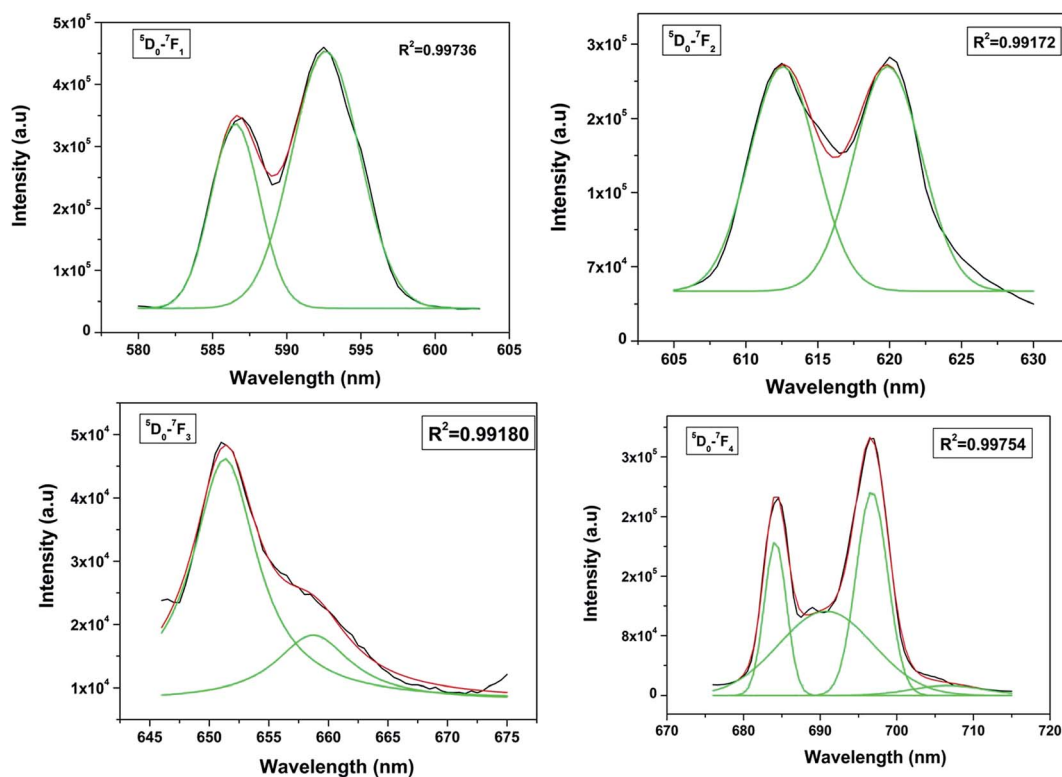 ⁵D₀-⁷F₁
R²=0.99736
5x10⁵
4x10⁵
3x10⁵
2x10⁵
1x10⁵
0
Intensity (a.u)
580 585 590 595 600 605
Wavelength (nm)
⁵D₀-⁷F₂
R²=0.99172
3x10⁵
2x10⁵
1x10⁵
7x10⁴
0
Intensity (a.u)
605 610 615 620 625 630
Wavelength (nm)
⁵D₀-⁷F₃
R²=0.99180
5x10⁴
4x10⁴
3x10⁴
2x10⁴
1x10⁴
Intensity (a.u)
645 650 655 660 665 670 675
Wavelength (nm)
⁵D₀-⁷F₄
R²=0.99754
3x10⁵
2x10⁵
2x10⁵
8x10⁴
0
Intensity (a.u)
670 680 690 700 710 720
Wavelength (nm)